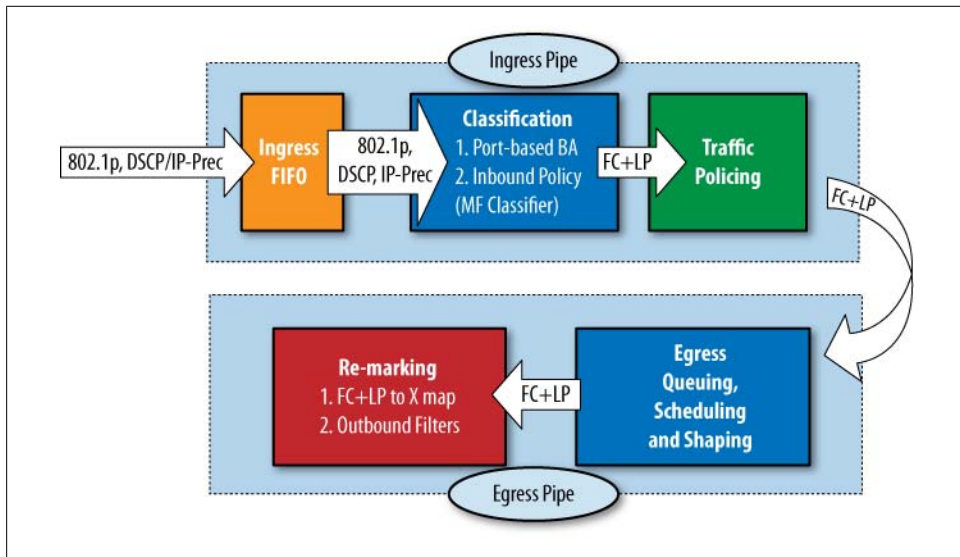 Ingress Pipe
802.1p, DSCP/IP-Prec
Ingress
FIFO
802.1p,
DSCP, IP-Prec
Classification
1. Port-based BA
2. Inbound Policy
(MF Classifier)
FC+LP
Traffic
Policing
FC+LP
Egress
Queuing,
Scheduling
and Shaping
FC+LP
Re-marking
1. FC+LP to X map
2. Outbound Filters
Egress Pipe